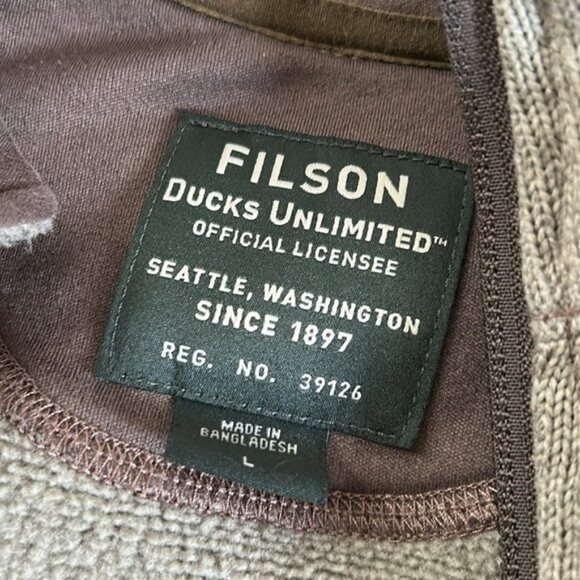 FILSON
DUCKS UNLIMITED™
OFFICIAL LICENSEE
SEATTLE, WASHINGTON
SINCE 1897
REG. NO. 39126
MADE IN
BANGLADESH
L